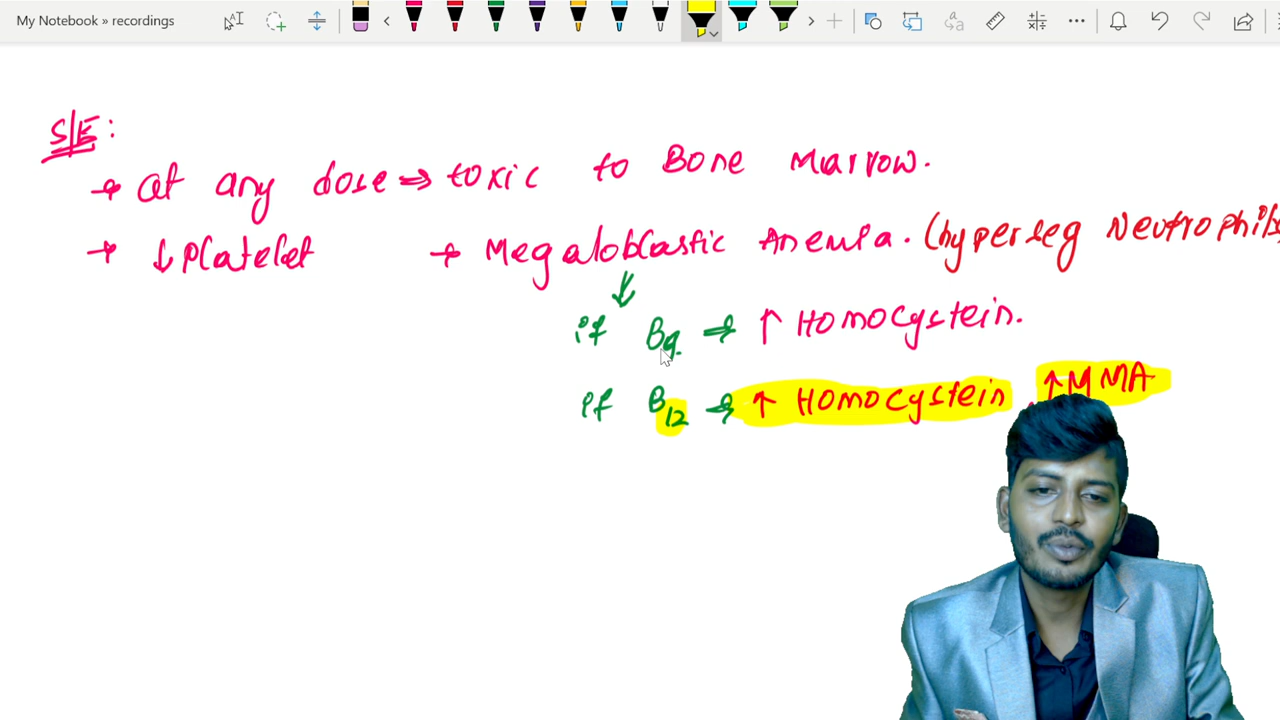 My Notebook » recordings
S/E:
→ at any dose ⇒ toxic to Bone Marrow.
→ ↓ Platelet → Megaloblastic Anemia. (hyperseg Neutrophils
↓
if B9. ⇒ ↑ Homocystein.
if B12 ⇒ ↑ Homocystein, ↑MMA